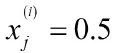 x_j^{(i)} = 0.5